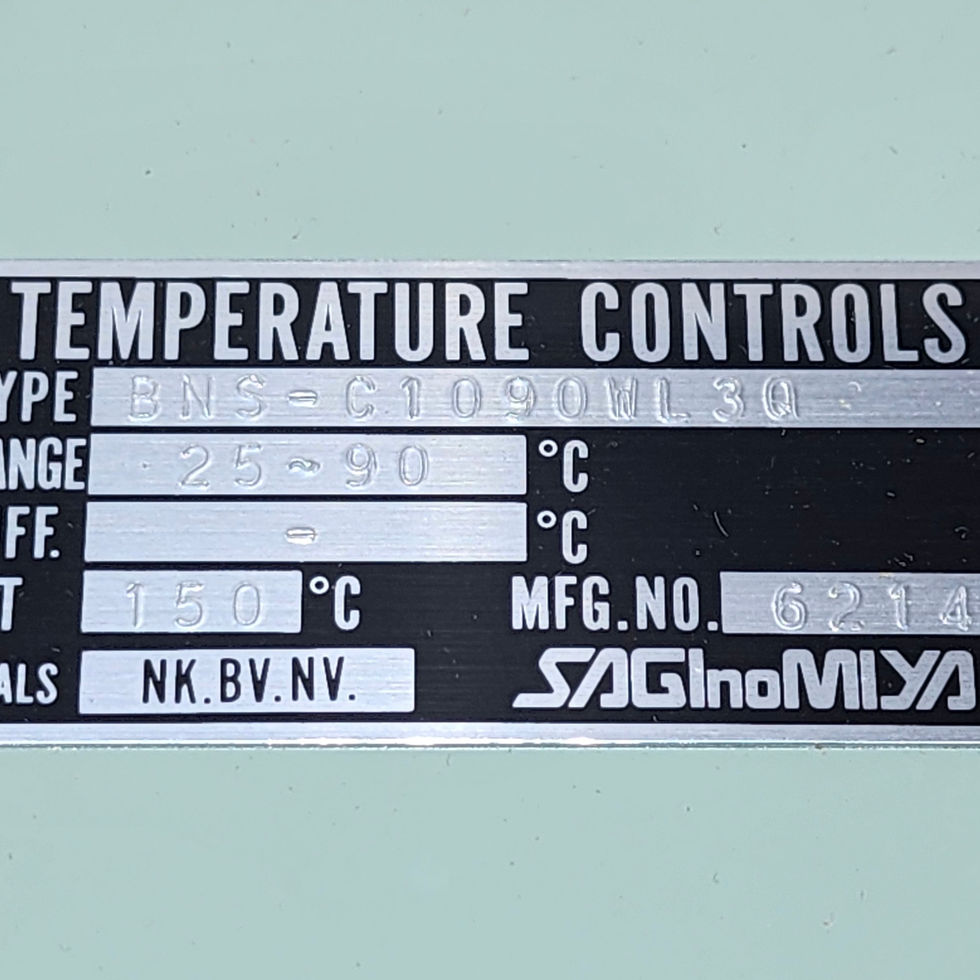 TEMPERATURE CONTROLS
YPE BNS-C1090WL3Q
ANGE 25~90 °C
FF. - °C
T 150 °C MFG.NO. 6214
ALS NK.BV.NV. SAGInoMIYA